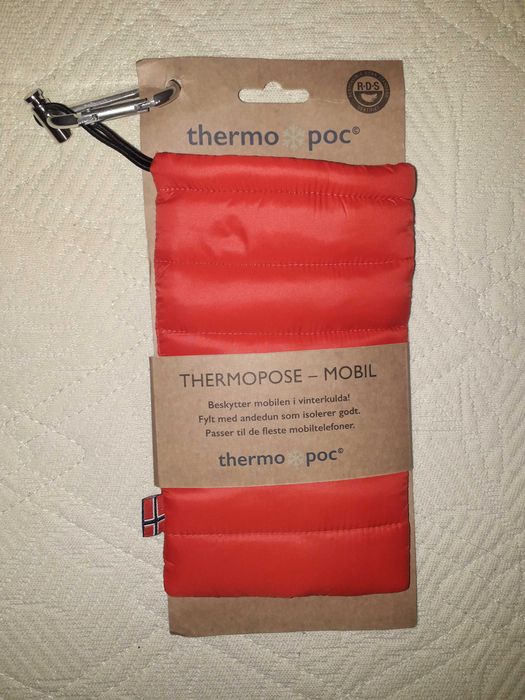 R·D·S
thermo poc©
THERMOPOSE – MOBIL
Beskytter mobilen i vinterkulda!
Fylt med andedun som isolerer godt.
Passer til de fleste mobiltelefoner.
thermo poc©